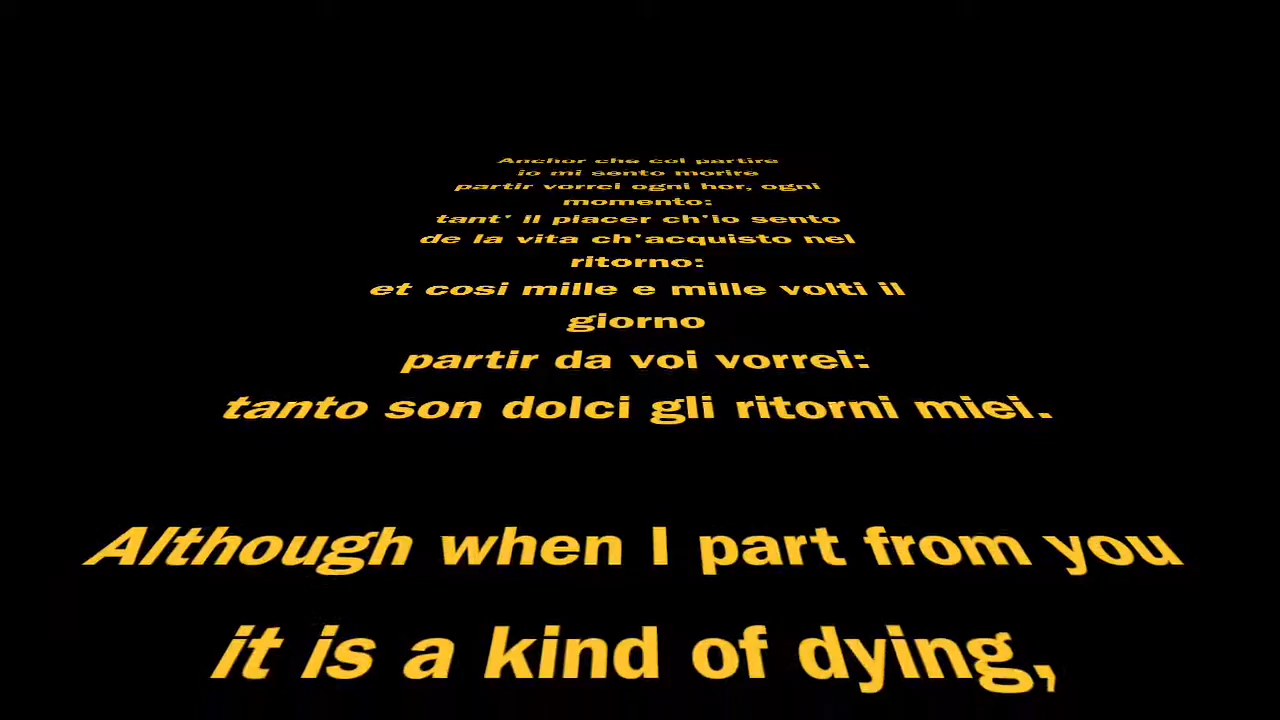 Anchor che col partire
io mi sento morire
partir vorrei ogni hor, ogni
momento:
tant' il piacer ch'io sento
de la vita ch'acquisto nel
ritorno:
et cosi mille e mille volti il
giorno
partir da voi vorrei:
tanto son dolci gli ritorni miei.
Although when I part from you
it is a kind of dying,